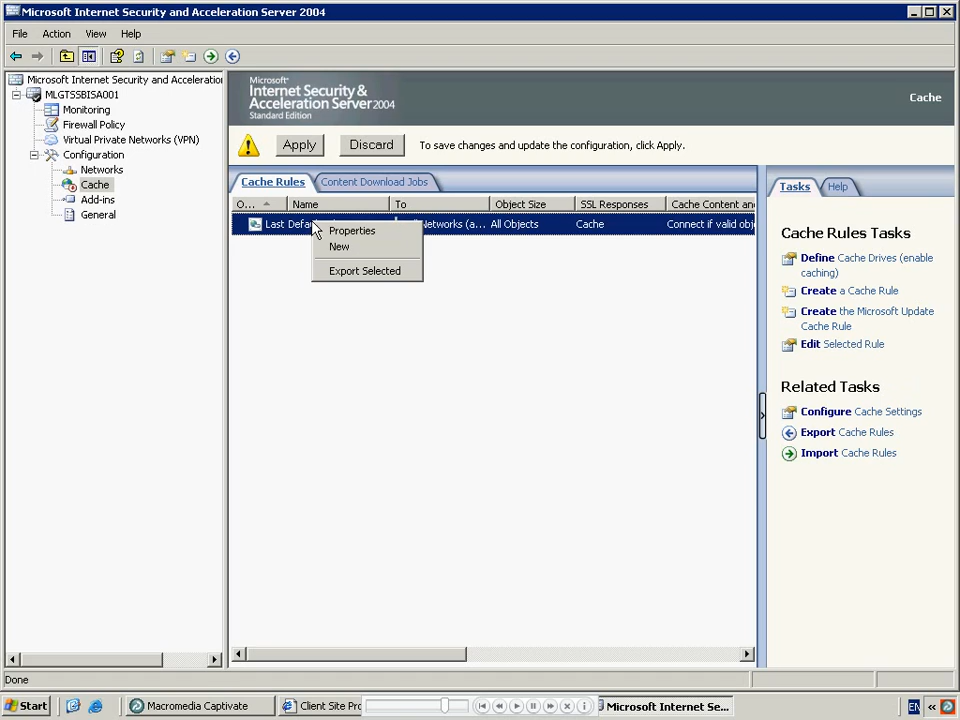 Microsoft Internet Security and Acceleration Server 2004
File Action View Help
Microsoft Internet Security and Acceleratio
MLGTSSBISA001
Monitoring
Firewall Policy
Virtual Private Networks (VPN)
Configuration
Networks
Cache
Add-ins
General
Microsoft
Internet Security &
Acceleration Server 2004
Standard Edition
Cache
Apply Discard To save changes and update the configuration, click Apply.
Cache Rules Content Download Jobs
O... Name To Object Size SSL Responses Cache Content an
Last Defa Networks (a... All Objects Cache Connect if valid obj
Properties
New
Export Selected
Tasks Help
Cache Rules Tasks
Define Cache Drives (enable
caching)
Create a Cache Rule
Create the Microsoft Update
Cache Rule
Edit Selected Rule
Related Tasks
Configure Cache Settings
Export Cache Rules
Import Cache Rules
Done
Start Macromedia Captivate Client Site Pro Microsoft Internet Se... EN «